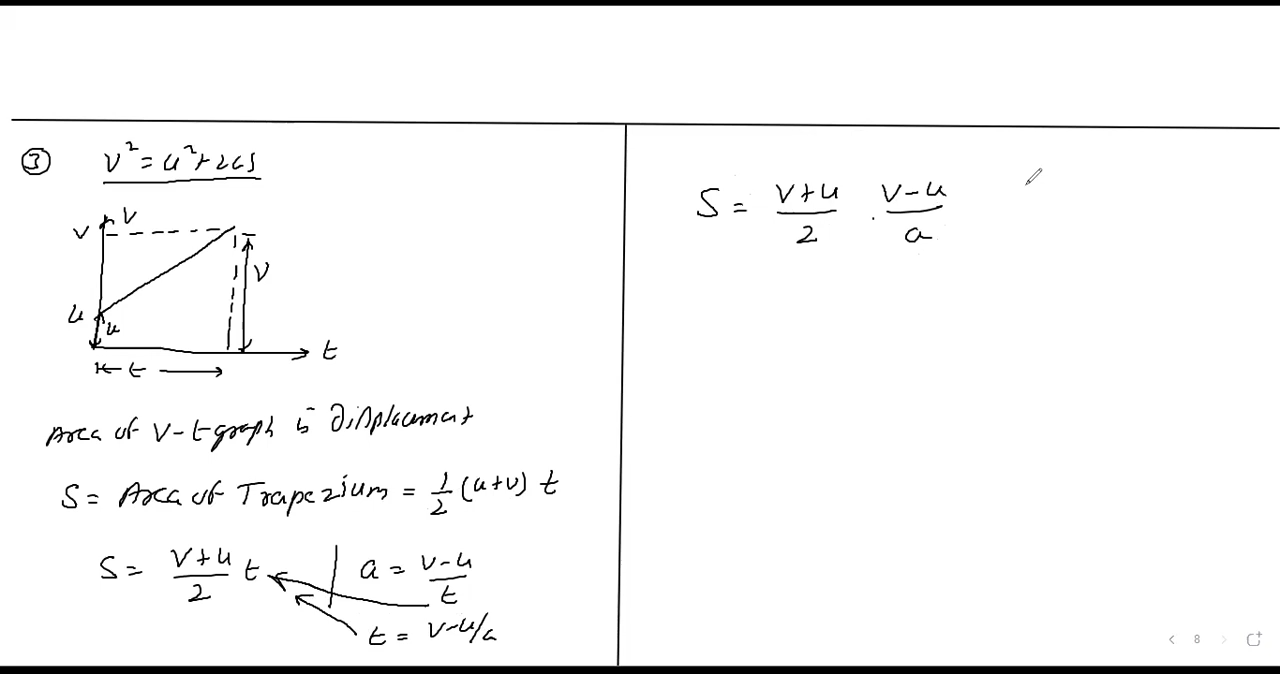 ③ v² = u² + 2as
v
v
v
u
u
t
t
Area of v-t graph is Displacement
S = Area of Trapezium = 1/2 (u+v) t
S = v+u/2 t | a = v-u/t
t = v-u/a
S = v+u/2 . v-u/a
8